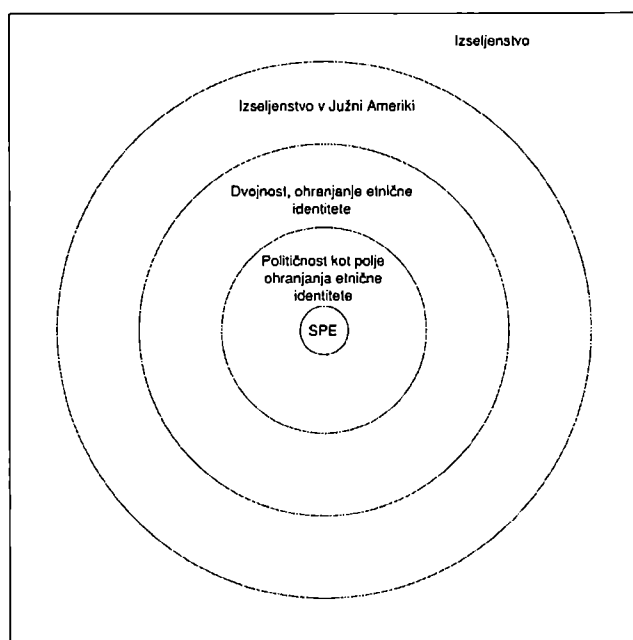 Izseljenstvo
Izseljenstvo v Južni Ameriki
Dvojnost, ohranjanje etnične
identitete
Političnost kot polje
ohranjanja etnične
identitete
SPE